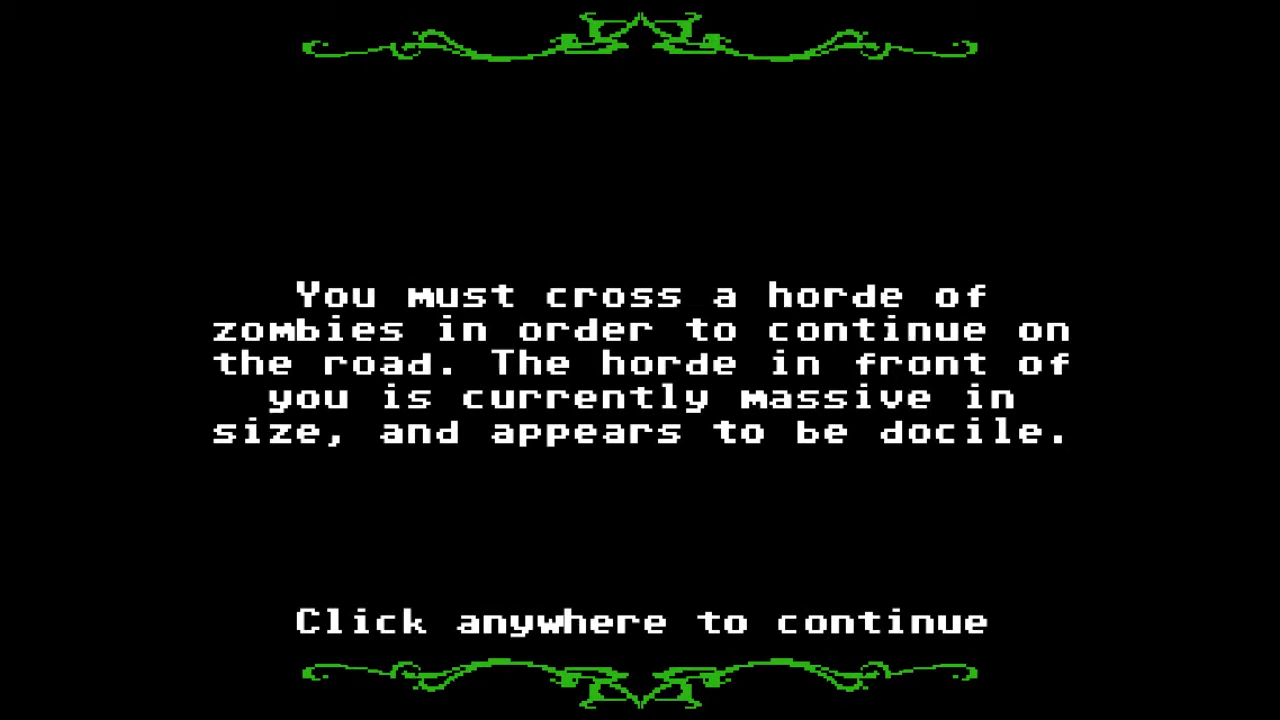 You must cross a horde of
zombies in order to continue on
the road. The horde in front of
you is currently massive in
size, and appears to be docile.
Click anywhere to continue